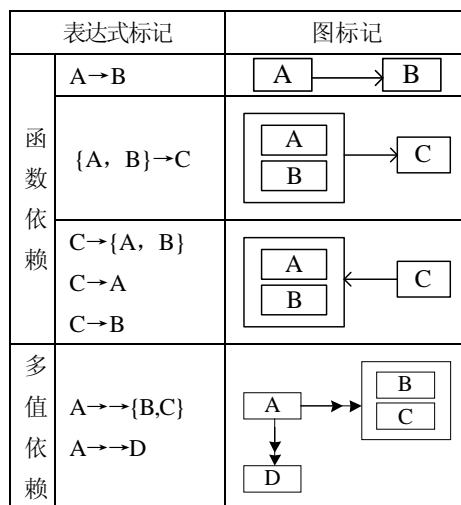 表达式标记 图标记
函数依赖
A→B
A B
{A，B}→C
A
B
C
C→{A，B}
C→A
C→B
A
B
C
多值依赖
A→→{B,C}
A→→D
A
B
C
D